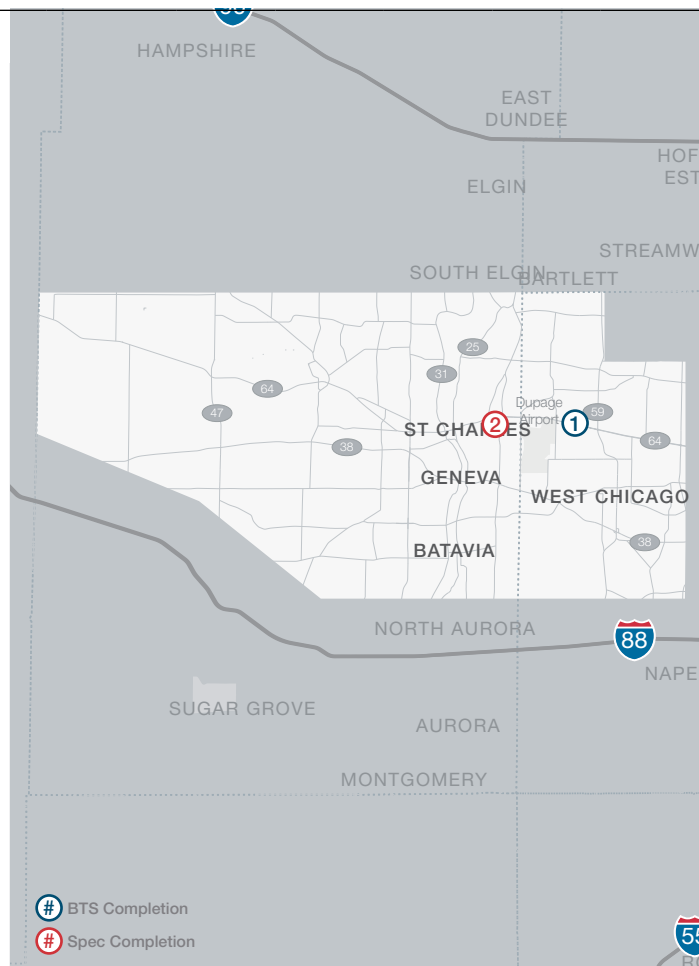 HAMPSHIRE
EAST
DUNDEE
HOF
EST
ELGIN
STREAMW
SOUTH ELGIN
BARTLETT
25
31
64
47
38
Dupage
Airport
59
1
2
ST CHARLES
64
GENEVA
WEST CHICAGO
38
BATAVIA
NORTH AURORA
88
NAPE
SUGAR GROVE
AURORA
MONTGOMERY
# BTS Completion
# Spec Completion
55